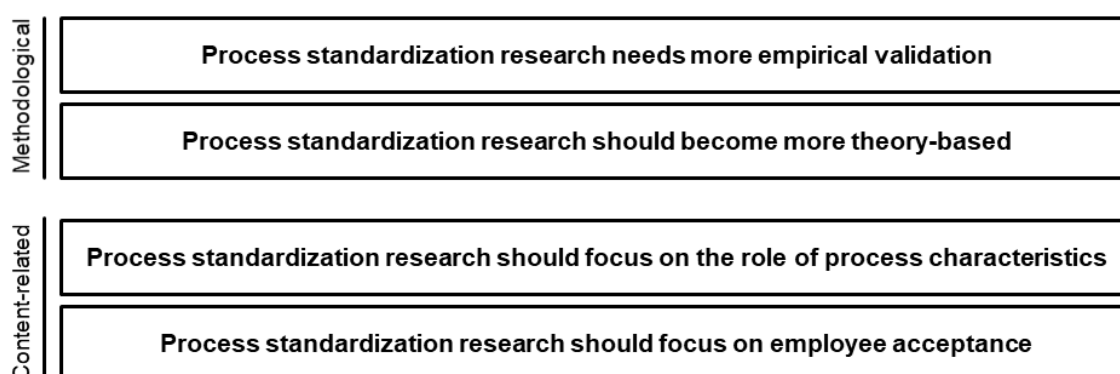 Methodological
Process standardization research needs more empirical validation
Process standardization research should become more theory-based
Content-related
Process standardization research should focus on the role of process characteristics
Process standardization research should focus on employee acceptance